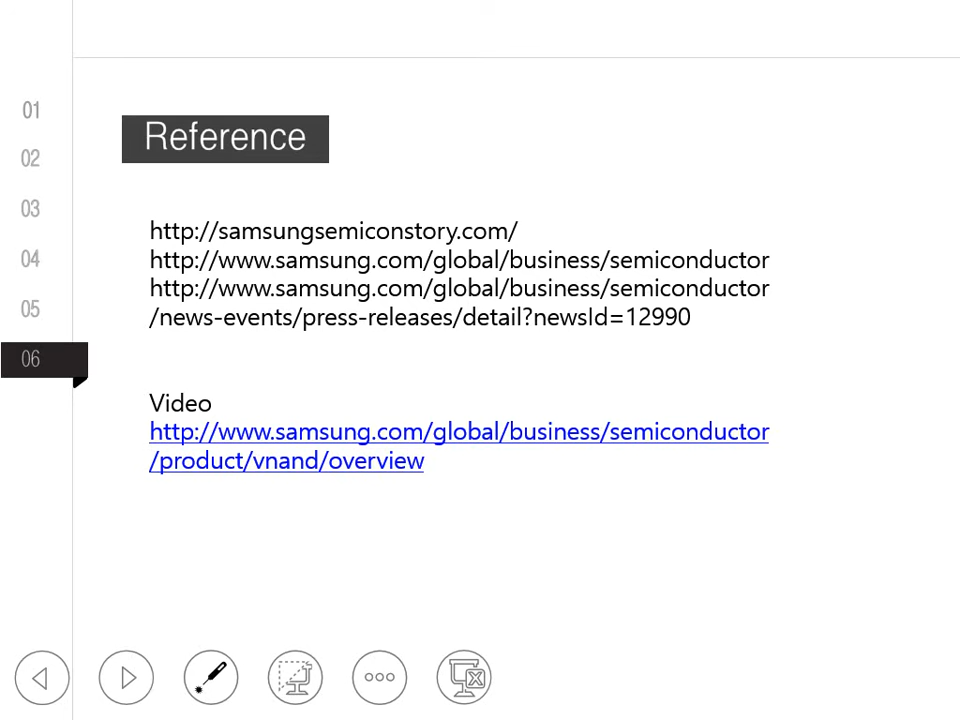 01
02
03
04
05
06
Reference
http://samsungsemiconstory.com/
http://www.samsung.com/global/business/semiconductor
http://www.samsung.com/global/business/semiconductor
/news-events/press-releases/detail?newsId=12990
Video
http://www.samsung.com/global/business/semiconductor
/product/vnand/overview